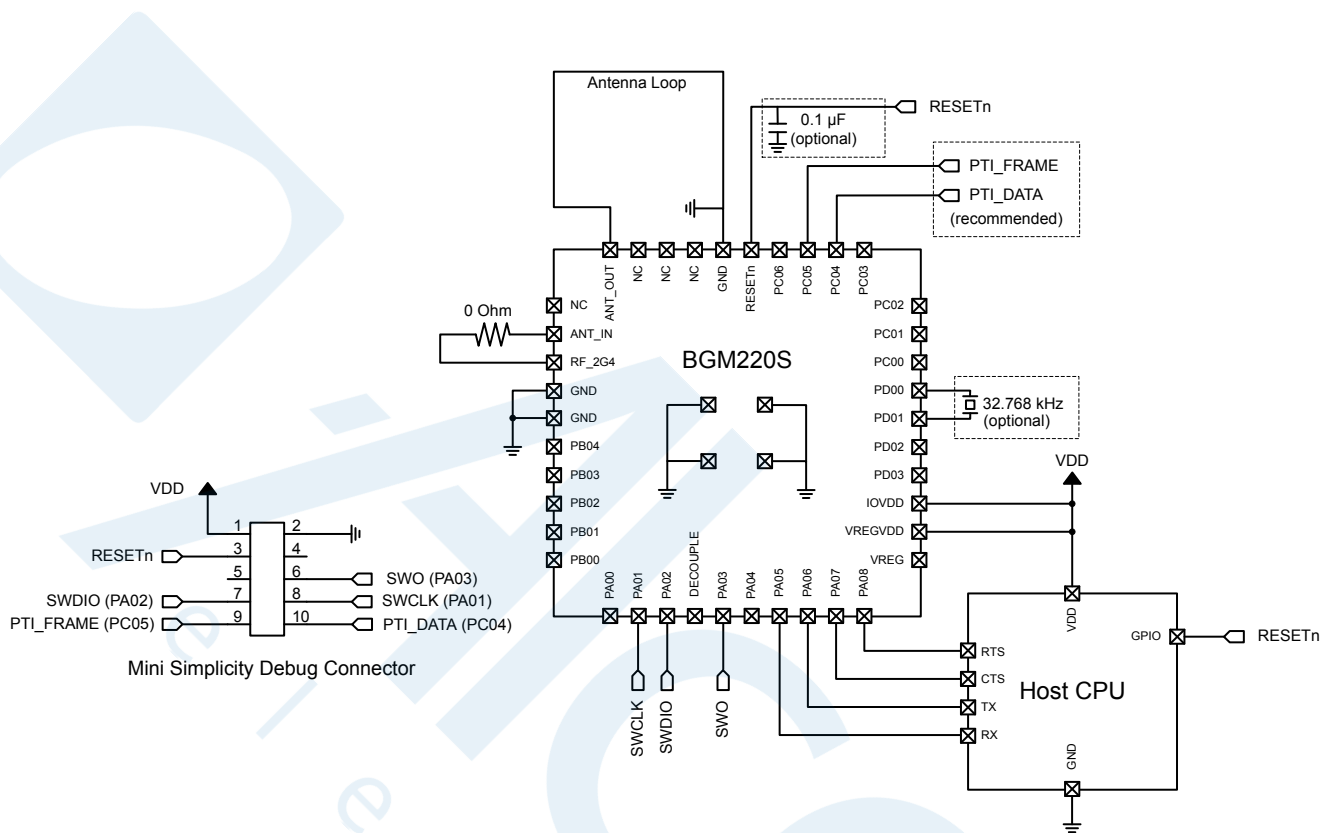 Antenna Loop
0.1 µF
(optional)
RESETn
PTI_FRAME
PTI_DATA
(recommended)
ANT_OUT
NC
NC
NC
GND
RESETn
PC06
PC05
PC04
PC03
NC
ANT_IN
RF_2G4
GND
GND
PB04
PB03
PB02
PB01
PB00
0 Ohm
BGM220S
PC02
PC01
PC00
PD00
PD01
PD02
PD03
IOVDD
VREGVDD
VREG
32.768 kHz
(optional)
VDD
PA00
PA01
PA02
DECOUPLE
PA03
PA04
PA05
PA06
PA07
PA08
SWCLK
SWDIO
SWO
VDD
1 2
RESETn 3 4
5 6 SWO (PA03)
SWDIO (PA02) 7 8 SWCLK (PA01)
PTI_FRAME (PC05) 9 10 PTI_DATA (PC04)
Mini Simplicity Debug Connector
VDD
GPIO
RESETn
RTS
CTS
TX
RX
Host CPU
GND